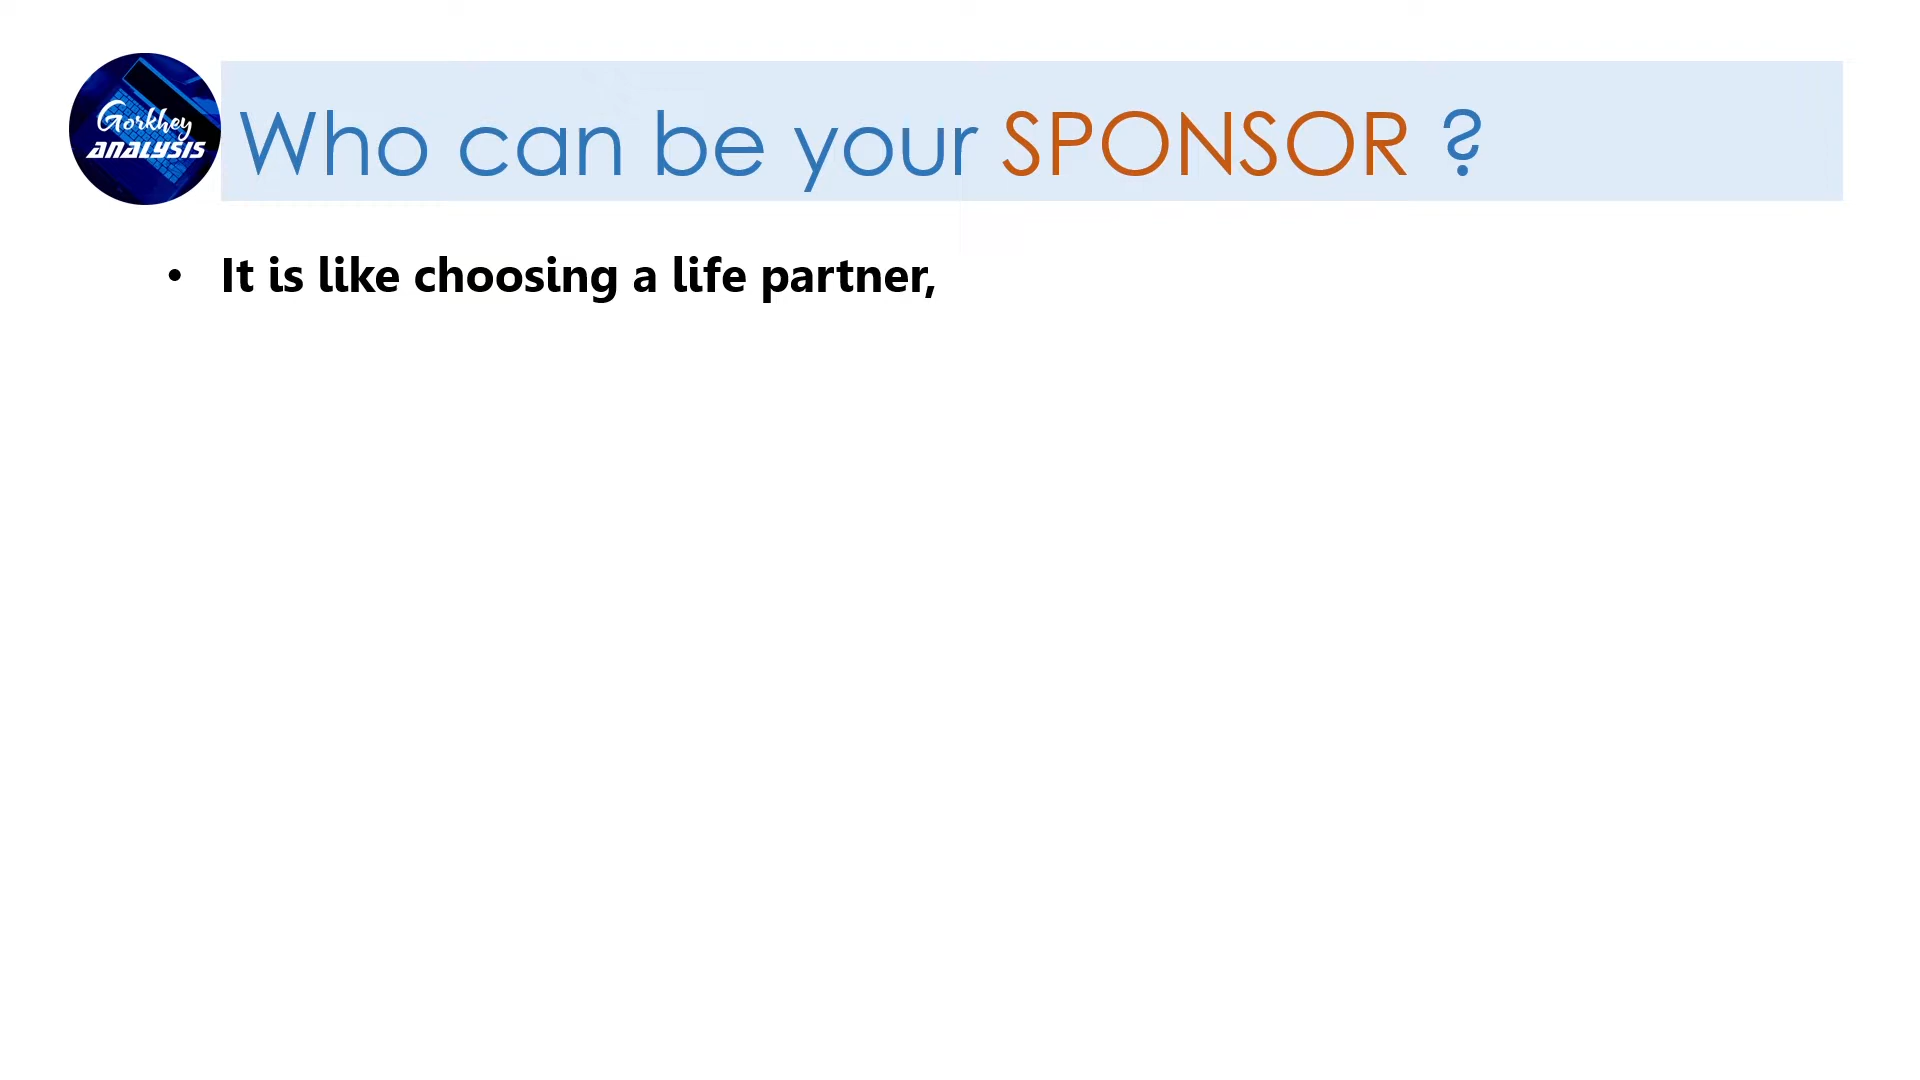 Gorkhey
ANALYSIS
Who can be your SPONSOR ?
• It is like choosing a life partner,